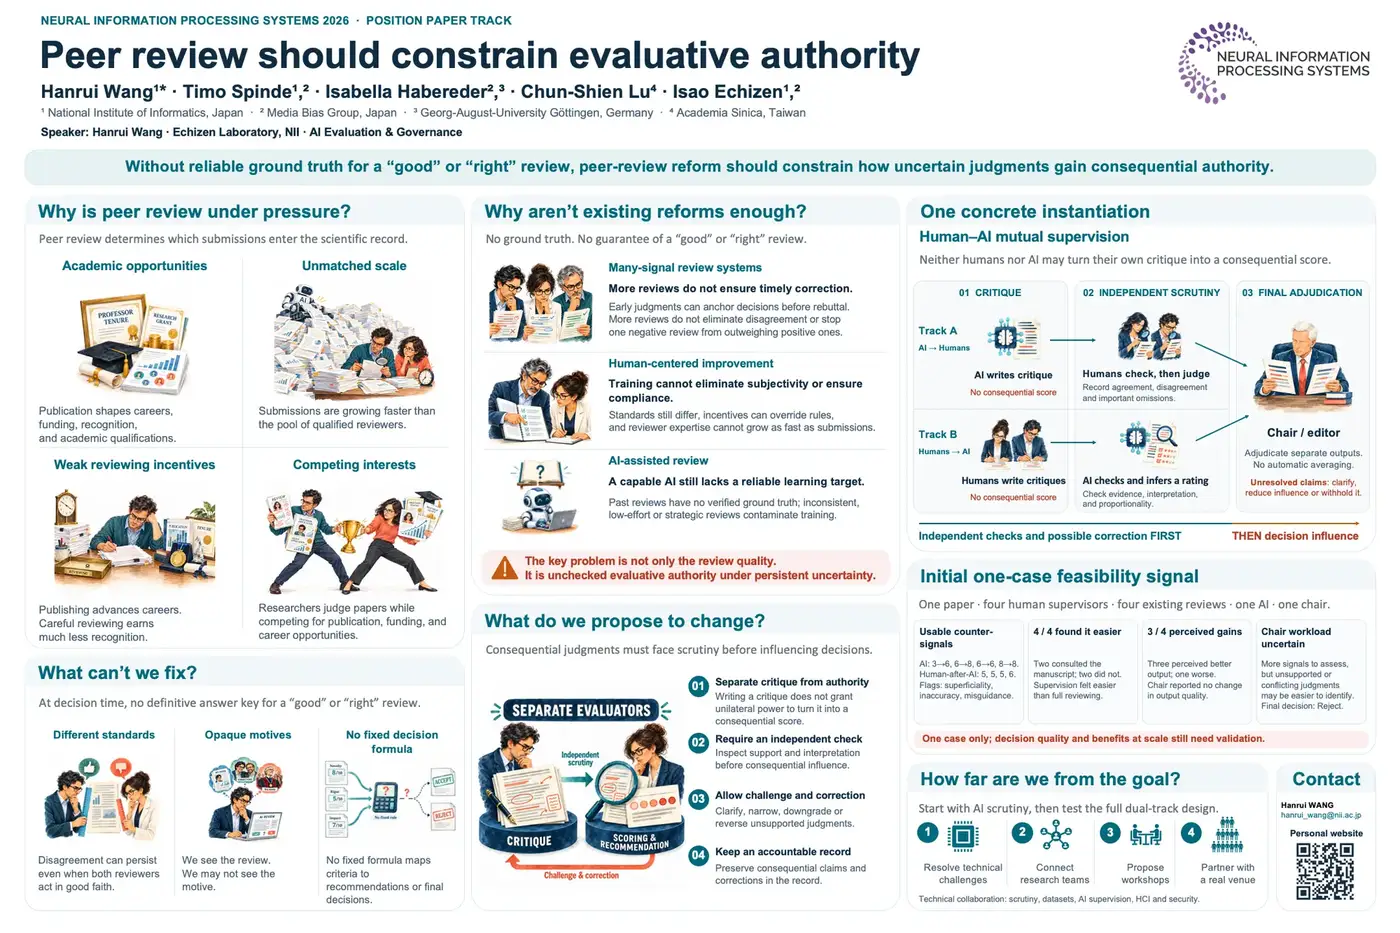 NEURAL INFORMATION PROCESSING SYSTEMS 2026 · POSITION PAPER TRACK
Peer review should constrain evaluative authority
Hanrui Wang¹* · Timo Spinde¹,² · Isabella Habereder²,³ · Chun-Shien Lu⁴ · Isao Echizen¹,²
¹ National Institute of Informatics, Japan · ² Media Bias Group, Japan · ³ Georg-August-University Göttingen, Germany · ⁴ Academia Sinica, Taiwan
Speaker: Hanrui Wang · Echizen Laboratory, NII · AI Evaluation & Governance
NEURAL INFORMATION
PROCESSING SYSTEMS
Without reliable ground truth for a “good” or “right” review, peer-review reform should constrain how uncertain judgments gain consequential authority.
Why is peer review under pressure?
Peer review determines which submissions enter the scientific record.
Academic opportunities
PROFESSOR
TENURE
RESEARCH
GRANT
Publication shapes careers,
funding, recognition,
and academic qualifications.
Unmatched scale
AI
Submissions are growing faster than
the pool of qualified reviewers.
Weak reviewing incentives
Publishing advances careers.
Careful reviewing earns
much less recognition.
Competing interests
Researchers judge papers while
competing for publication, funding, and
career opportunities.
What can’t we fix?
At decision time, no definitive answer key for a “good” or “right” review.
Different standards
Disagreement can persist
even when both reviewers
act in good faith.
Opaque motives
AI REVIEW
We see the review.
We may not see the
motive.
No fixed decision
formula
?
?
ACCEPT
REJECT
No fixed formula maps
criteria to
recommendations or final
decisions.
Why aren’t existing reforms enough?
No ground truth. No guarantee of a “good” or “right” review.
Many-signal review systems
More reviews do not ensure timely correction.
Early judgments can anchor decisions before rebuttal.
More reviews do not eliminate disagreement or stop
one negative review from outweighing positive ones.
Human-centered improvement
Training cannot eliminate subjectivity or ensure
compliance.
Standards still differ, incentives can override rules,
and reviewer expertise cannot grow as fast as submissions.
?
AI-assisted review
A capable AI still lacks a reliable learning target.
Past reviews have no verified ground truth; inconsistent,
low-effort or strategic reviews contaminate training.
The key problem is not only the review quality.
It is unchecked evaluative authority under persistent uncertainty.
What do we propose to change?
Consequential judgments must face scrutiny before influencing decisions.
SEPARATE EVALUATORS
Independent
scrutiny
CRITIQUE
SCORING &
RECOMMENDATION
Challenge & correction
01 Separate critique from authority
Writing a critique does not grant
unilateral power to turn it into a
consequential score.
02 Require an independent check
Inspect support and interpretation
before consequential influence.
03 Allow challenge and correction
Clarify, narrow, downgrade or
reverse unsupported judgments.
04 Keep an accountable record
Preserve consequential claims and
corrections in the record.
One concrete instantiation
Human–AI mutual supervision
Neither humans nor AI may turn their own critique into a consequential score.
01 CRITIQUE
02 INDEPENDENT SCRUTINY
03 FINAL ADJUDICATION
Track A
AI → Humans
AI writes critique
No consequential score
Humans check, then judge
Record agreement, disagreement
and important omissions.
Track B
Humans → AI
Humans write critiques
No consequential score
AI checks and infers a rating
Check evidence, interpretation,
and proportionality.
Chair / editor
Adjudicate separate outputs.
No automatic averaging.
Unresolved claims: clarify,
reduce influence or withhold it.
Independent checks and possible correction FIRST
THEN decision influence
Initial one-case feasibility signal
One paper · four human supervisors · four existing reviews · one AI · one chair.
Usable counter-
signals
AI: 3→6, 6→8, 6→6, 8→8.
Human-after-AI: 5, 5, 5, 6.
Flags: superficiality,
inaccuracy, misguidance.
4 / 4 found it easier
Two consulted the
manuscript; two did not.
Supervision felt easier
than full reviewing.
3 / 4 perceived gains
Three perceived better
output; one worse.
Chair reported no change
in output quality.
Chair workload
uncertain
More signals to assess,
but unsupported or
conflicting judgments
may be easier to identify.
Final decision: Reject.
One case only; decision quality and benefits at scale still need validation.
How far are we from the goal?
Start with AI scrutiny, then test the full dual-track design.
1
Resolve technical
challenges
2
Connect
research teams
3
Propose
workshops
4
Partner with
a real venue
Technical collaboration: scrutiny, datasets, AI supervision, HCI and security.
Contact
Hanrui WANG
hanrui_wang@nii.ac.jp
Personal website